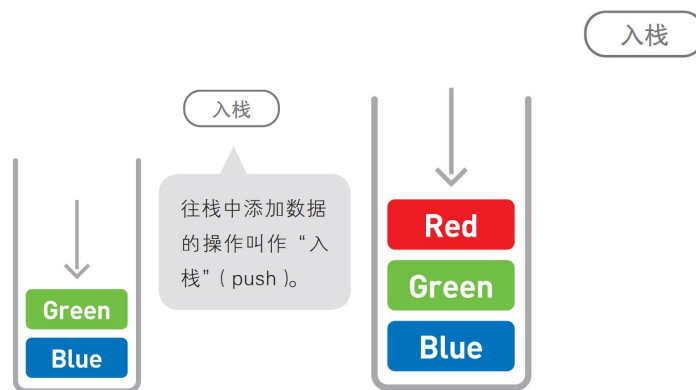 入栈
入栈
往栈中添加数据
的操作叫作“入
栈”(push)。
Green
Blue
Red
Green
Blue